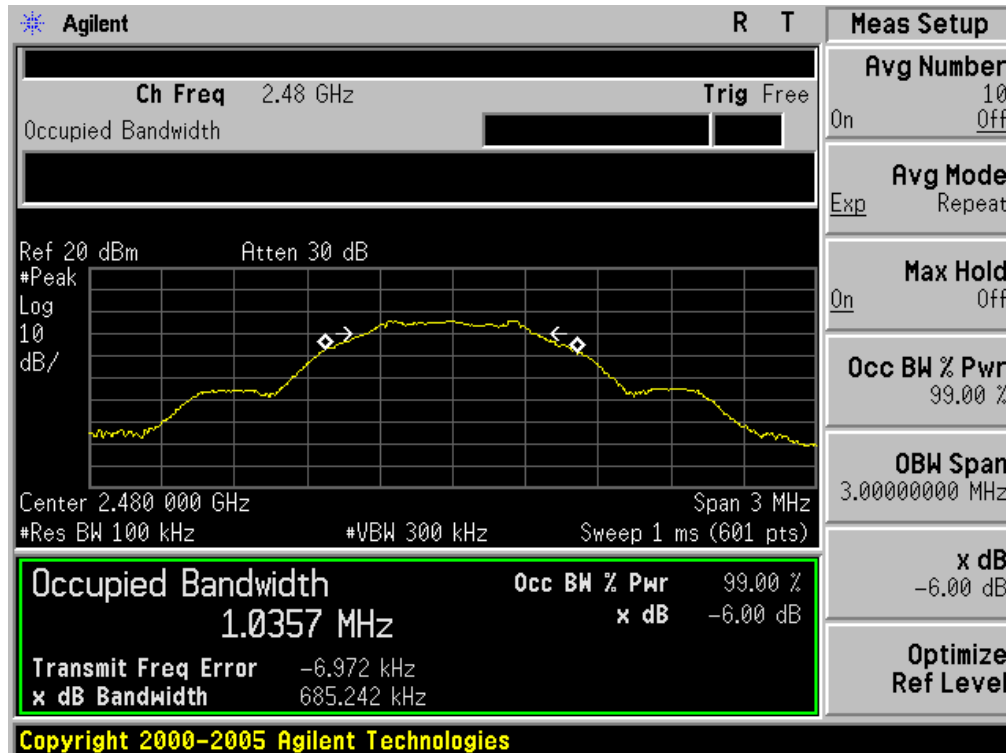 Agilent R T
Ch Freq 2.48 GHz Trig Free
Occupied Bandwidth
Ref 20 dBm Atten 30 dB
#Peak
Log
10
dB/
Center 2.480 000 GHz Span 3 MHz
#Res BW 100 kHz #VBW 300 kHz Sweep 1 ms (601 pts)
Occupied Bandwidth
1.0357 MHz
Occ BW % Pwr 99.00 %
x dB -6.00 dB
Transmit Freq Error -6.972 kHz
x dB Bandwidth 685.242 kHz
Copyright 2000-2005 Agilent Technologies
Meas Setup
Avg Number
10
On Off
Avg Mode
Exp Repeat
Max Hold
On Off
Occ BW % Pwr
99.00 %
OBW Span
3.00000000 MHz
x dB
-6.00 dB
Optimize
Ref Level